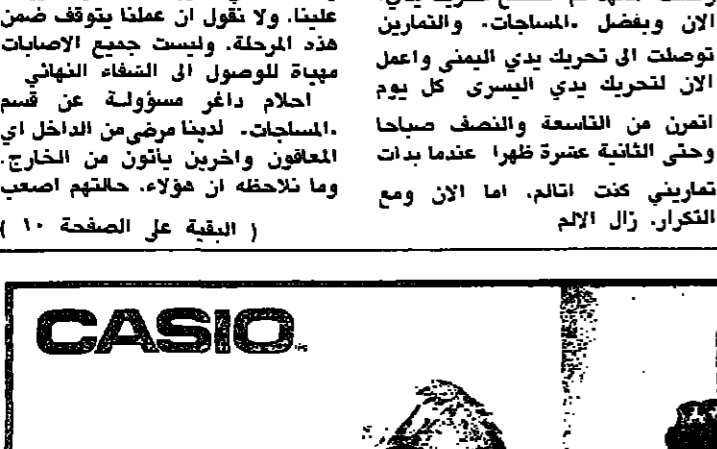 الان وبفضل «المساجات» والتمارين
توصلت الى تحريك يدي اليمنى واعمل
الان لتحريك يدي اليسرى كل يوم
اتمرن من التاسعة والنصف صباحا
وحتى الثانية عشرة ظهرا عندما بدات
تماريني كنت اتالم. اما الان ومع
التكرار. زال الالم
علينا. ولا نقول ان عملنا يتوقف ضمن
هذه المرحلة. وليست جميع الاصابات
مهياة للوصول الى الشفاء النهائي
احلام داغر مسؤولة عن قسم
«المساجات» لدينا مرضى من الداخل اي
المعاقون واخرين يأتون من الخارج.
وما نلاحظه ان هؤلاء. حالتهم اصعب
( البقية على الصفحة ١٠ )
CASIO